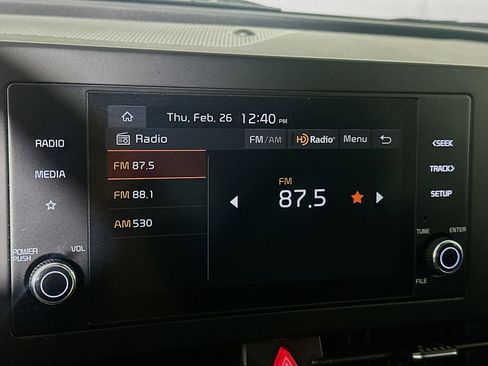 Thu, Feb. 26 12:40 PM
Radio FM/AM HD Radio Menu
FM 87.5
FM 88.1
AM 530
FM
87.5
RADIO
MEDIA
POWER
PUSH
VOL
<SEEK
TRACK>
SETUP
TUNE
ENTER
FILE